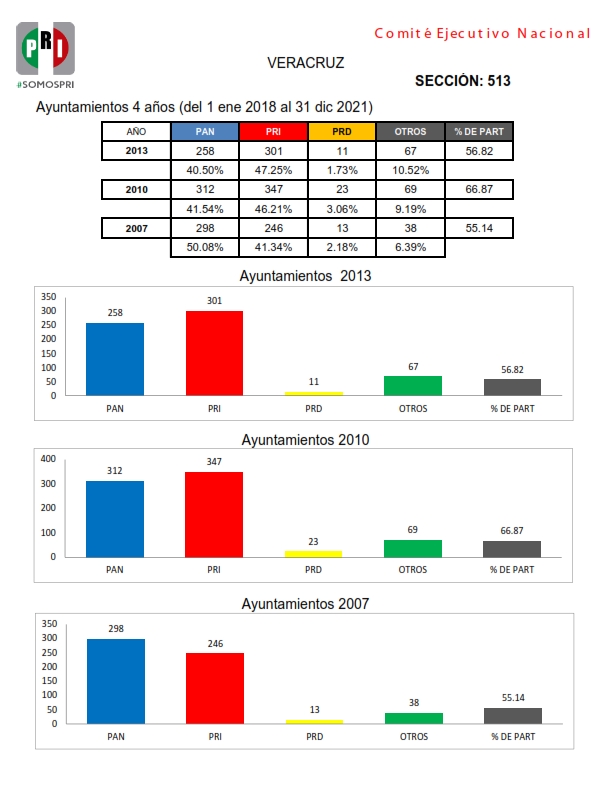 Comité Ejecutivo Nacional
PRI
#SOMOSPRI
VERACRUZ
SECCIÓN: 513
Ayuntamientos 4 años (del 1 ene 2018 al 31 dic 2021)
AÑO PAN PRI PRD OTROS % DE PART
2013 258 301 11 67 56.82
40.50% 47.25% 1.73% 10.52%
2010 312 347 23 69 66.87
41.54% 46.21% 3.06% 9.19%
2007 298 246 13 38 55.14
50.08% 41.34% 2.18% 6.39%
Ayuntamientos 2013
350
300
250
200
150
100
50
0
258 301 11 67 56.82
PAN PRI PRD OTROS % DE PART
Ayuntamientos 2010
400
300
200
100
0
312 347 23 69 66.87
PAN PRI PRD OTROS % DE PART
Ayuntamientos 2007
350
300
250
200
150
100
50
0
298 246 13 38 55.14
PAN PRI PRD OTROS % DE PART